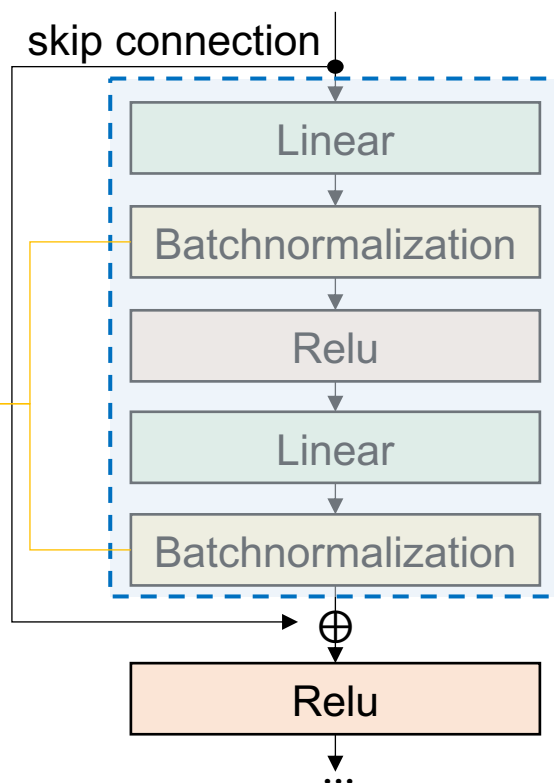 skip connection
Linear
Batchnormalization
Relu
Linear
Batchnormalization
Relu
...